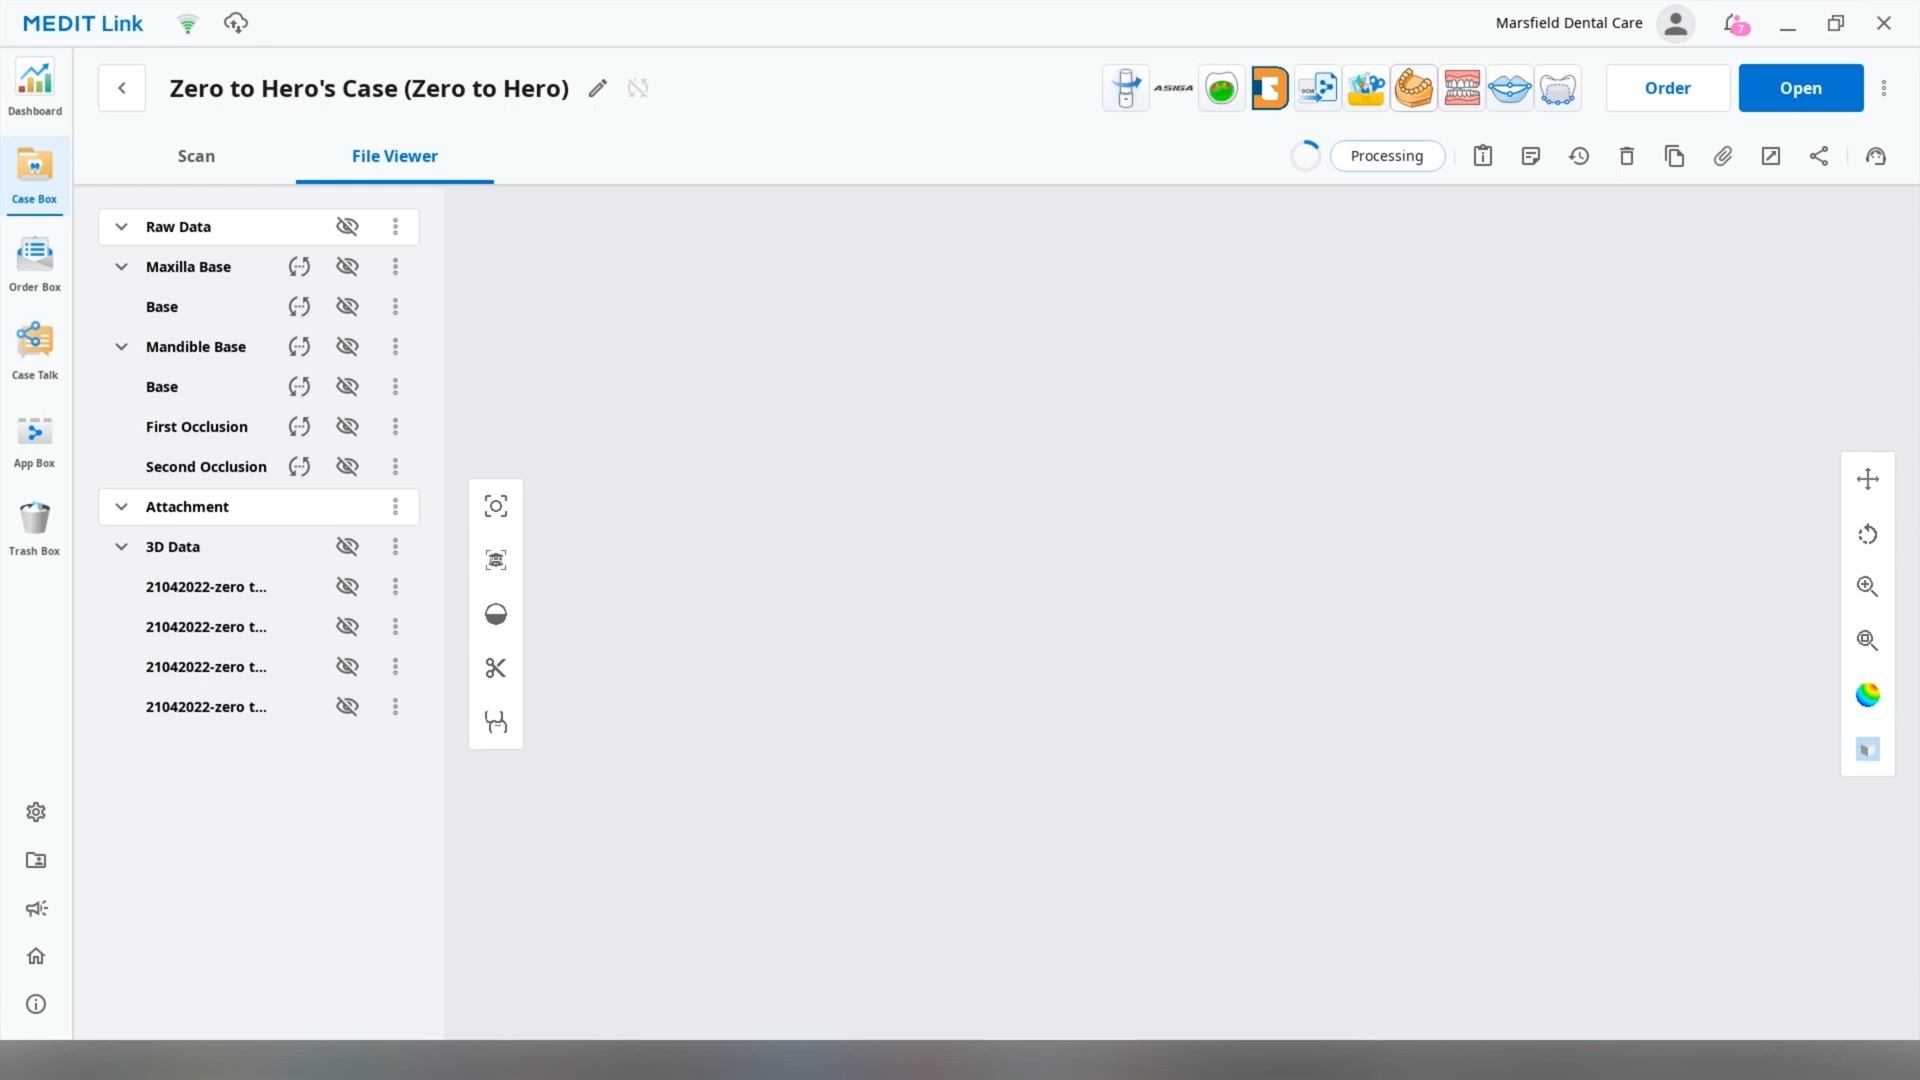 MEDIT Link
Marsfield Dental Care
7
Dashboard
Case Box
Order Box
Case Talk
App Box
Trash Box
Zero to Hero's Case (Zero to Hero)
ASIGA
DCM
Order
Open
Scan
File Viewer
Processing
Raw Data
Maxilla Base
Base
Mandible Base
Base
First Occlusion
Second Occlusion
Attachment
3D Data
21042022-zero t...
21042022-zero t...
21042022-zero t...
21042022-zero t...